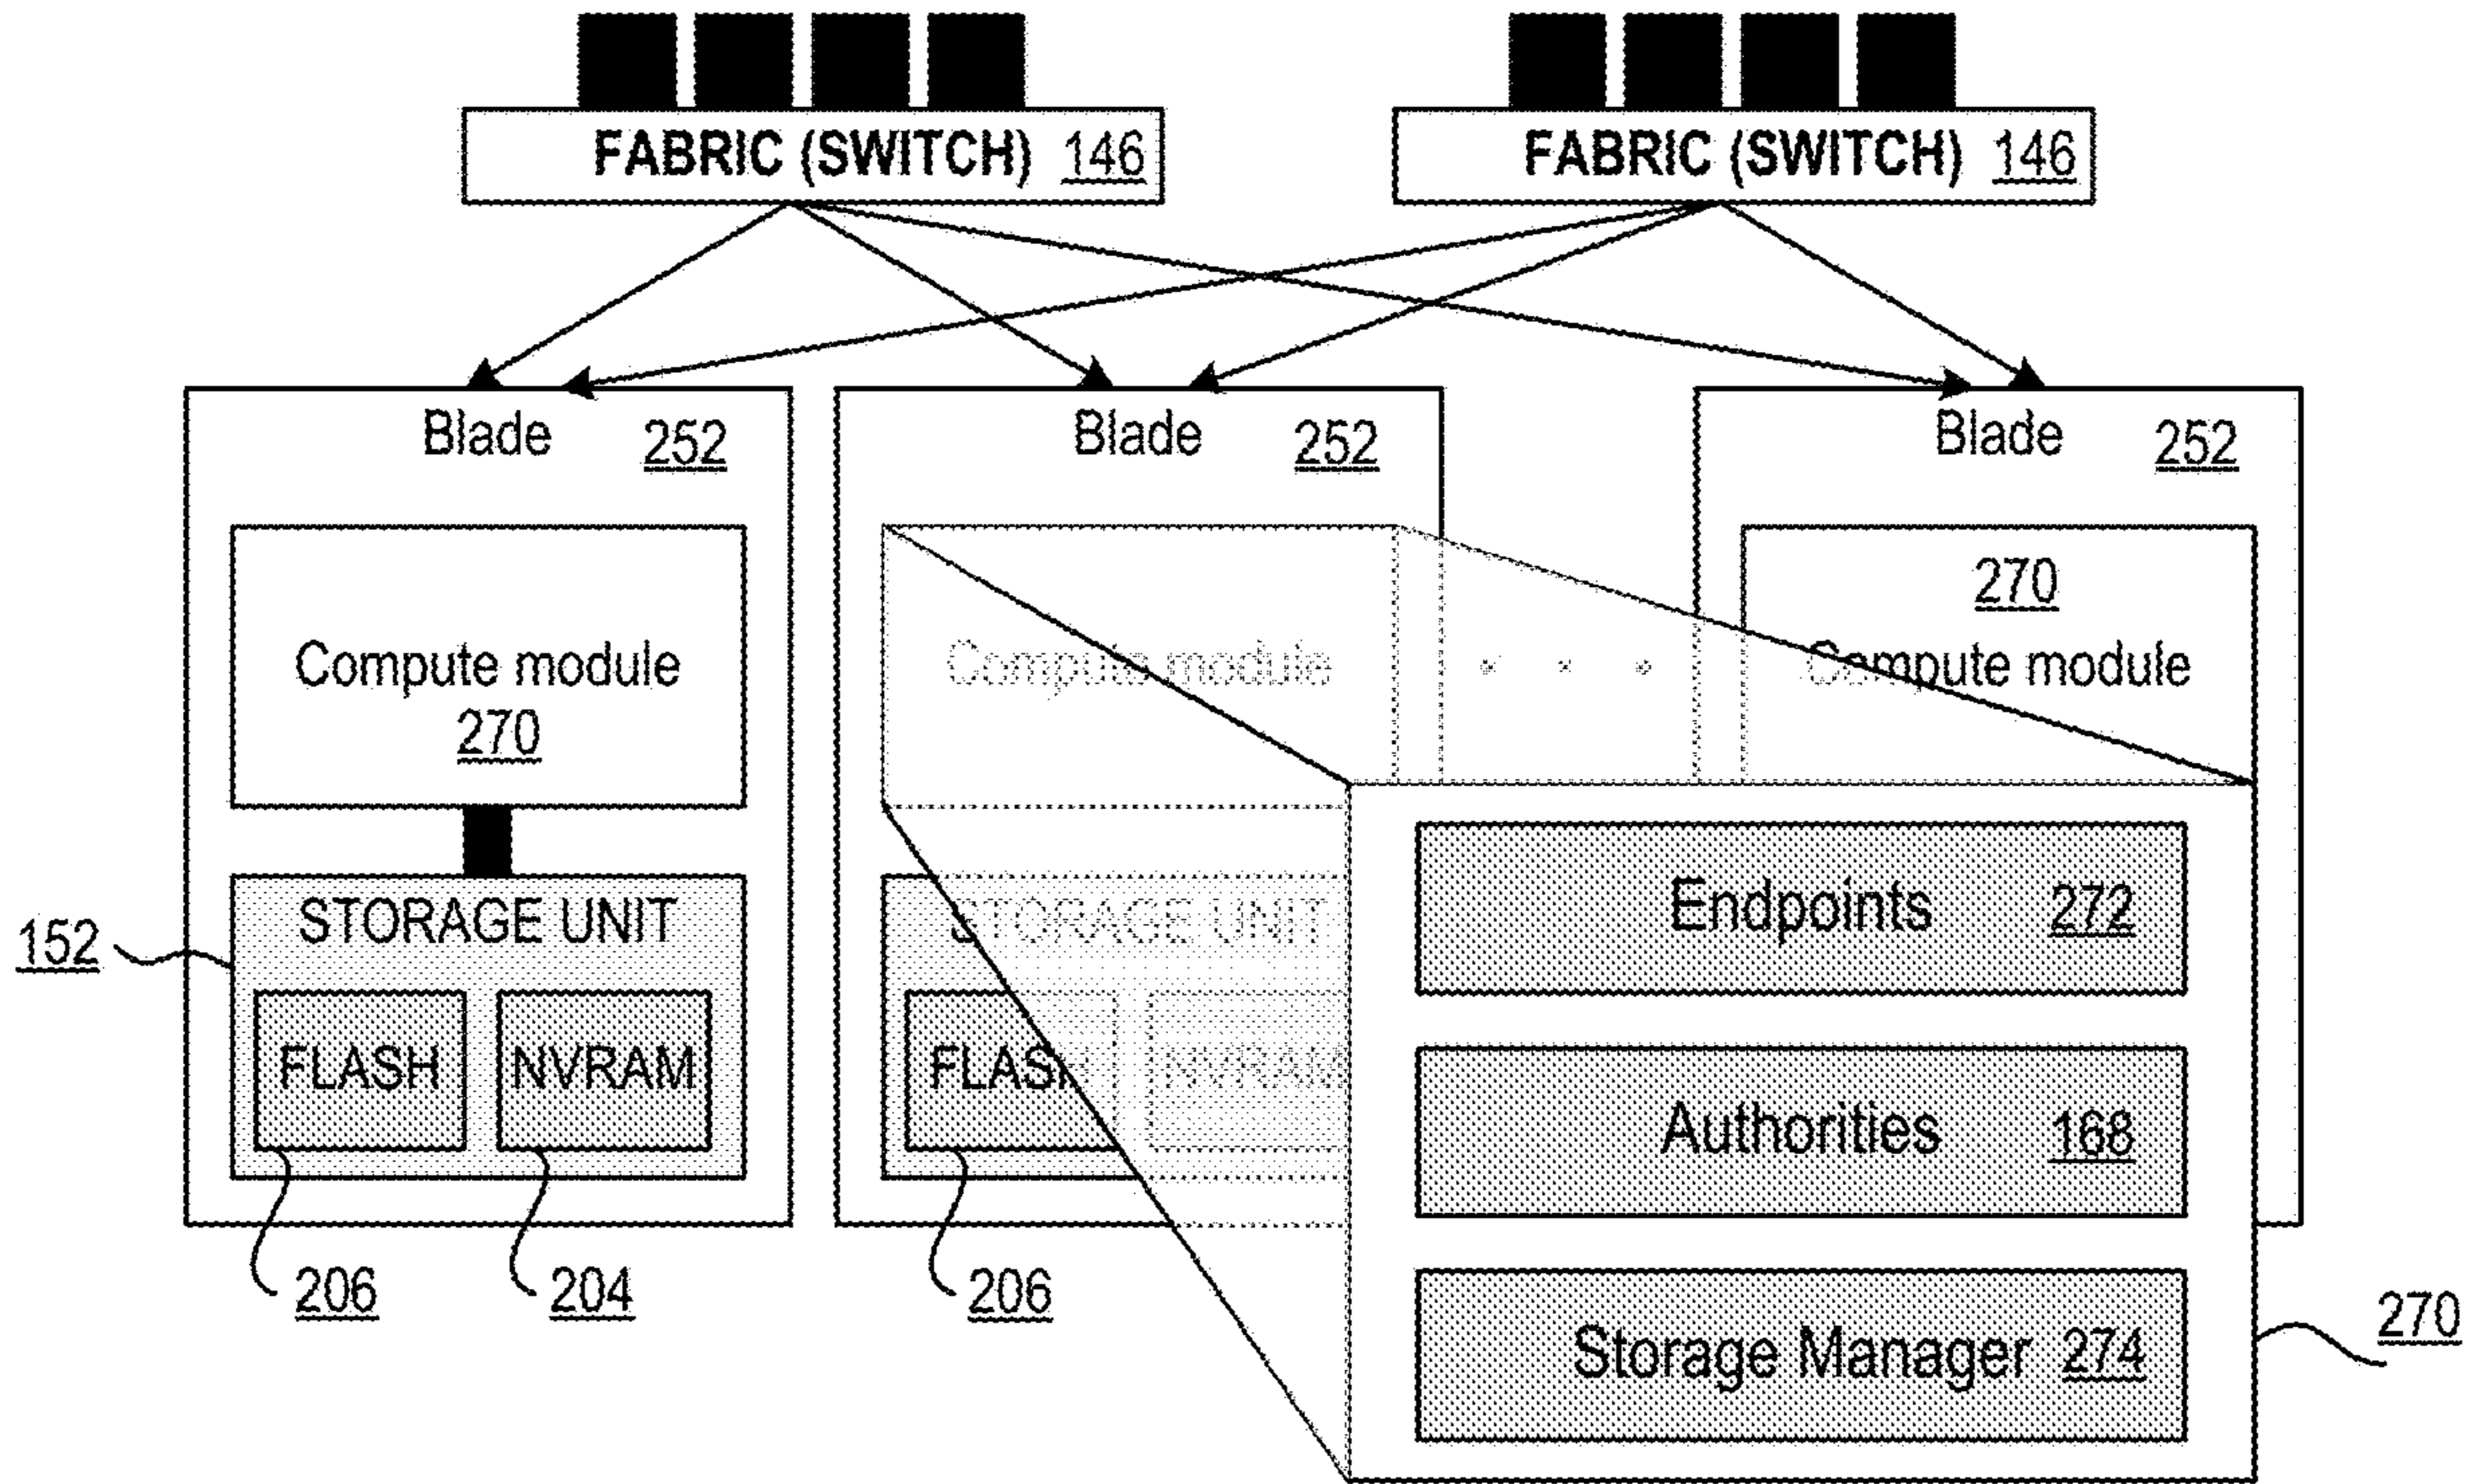 FABRIC (SWITCH) 146
FABRIC (SWITCH) 146
Blade 252
Blade 252
Blade 252
Compute module
270
Compute module
. . .
270
Compute module
152
STORAGE UNIT
FLASH
NVRAM
206
204
STORAGE UNIT
FLASH
NVRAM
206
Endpoints 272
Authorities 168
Storage Manager 274
270